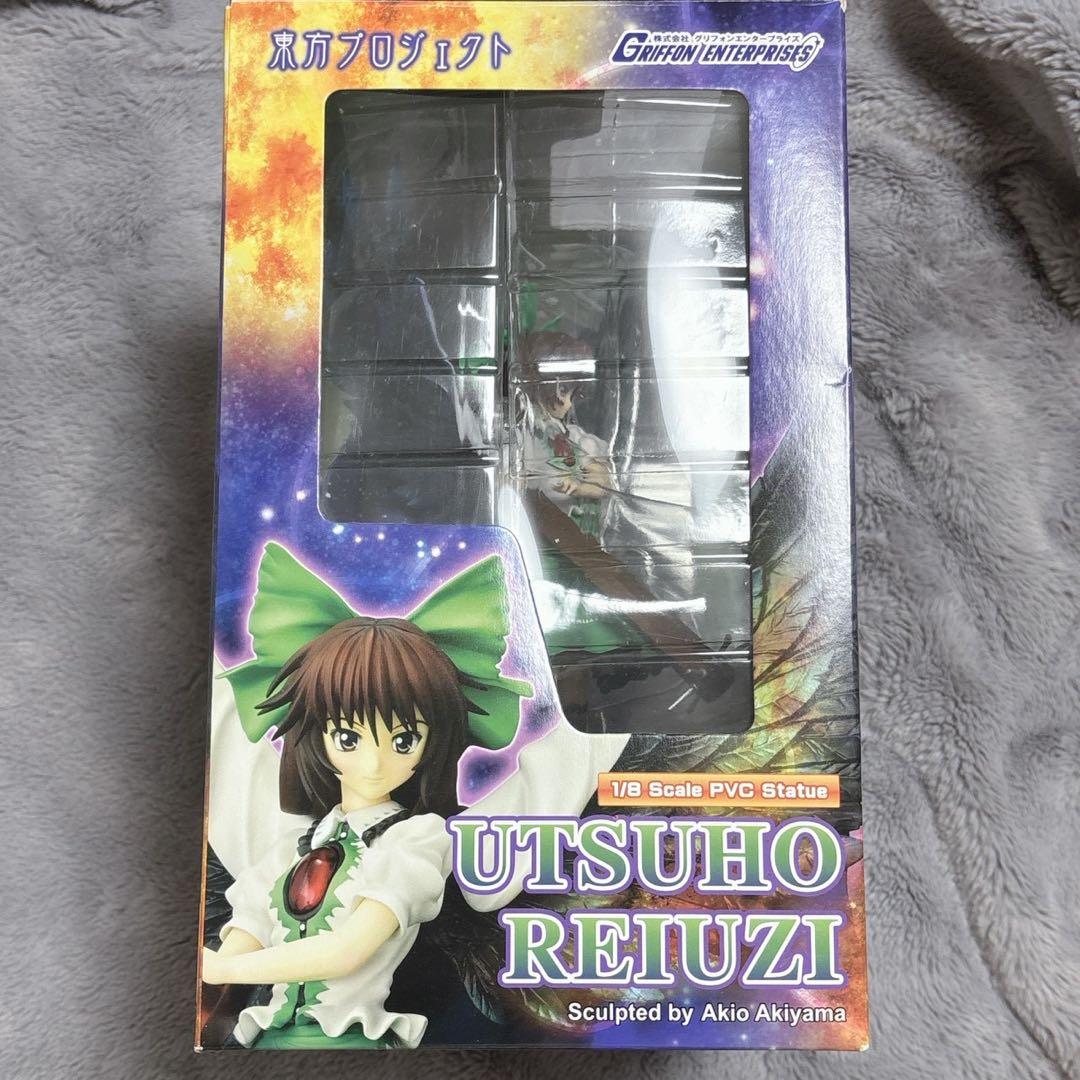 東方プロジェクト
株式会社 グリフォンエンタープライズ
GRIFFON ENTERPRISES
1/8 Scale PVC Statue
UTSUHO
REIUZI
Sculpted by Akio Akiyama